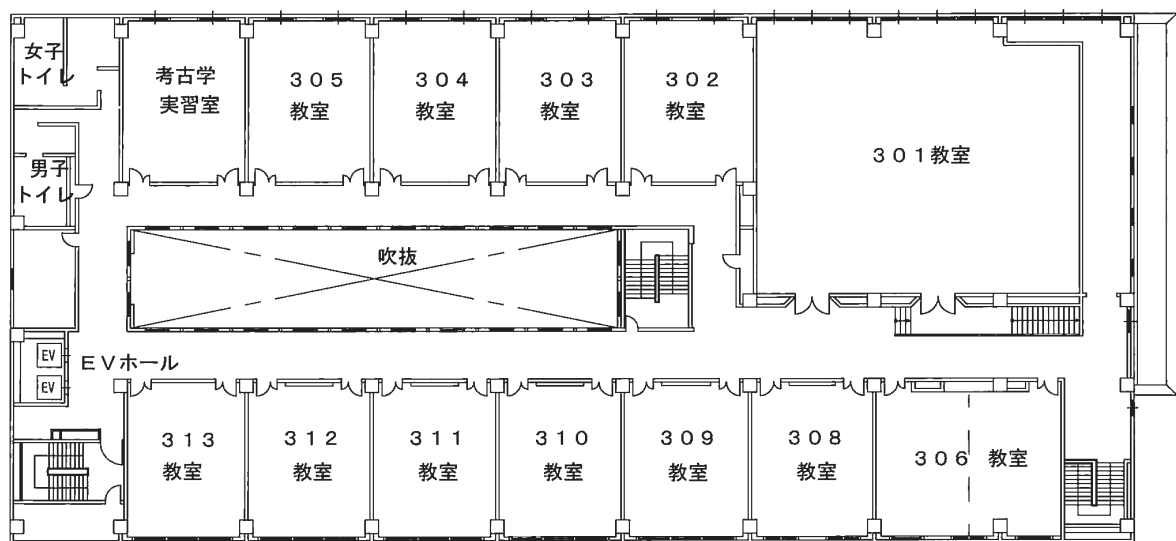 女子
トイレ
考古学
実習室
３０５
教室
３０４
教室
３０３
教室
３０２
教室
３０１教室
男子
トイレ
吹抜
EV
EV
ＥＶホール
３１３
教室
３１２
教室
３１１
教室
３１０
教室
３０９
教室
３０８
教室
３０６ 教室